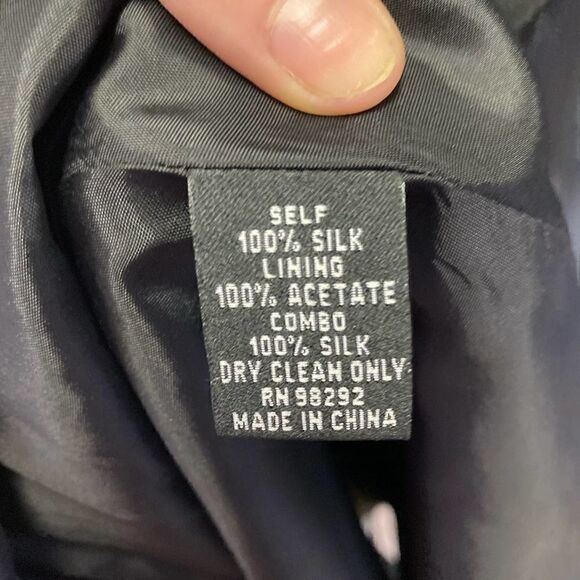 SELF
100% SILK
LINING
100% ACETATE
COMBO
100% SILK
DRY CLEAN ONLY
RN 98292
MADE IN CHINA